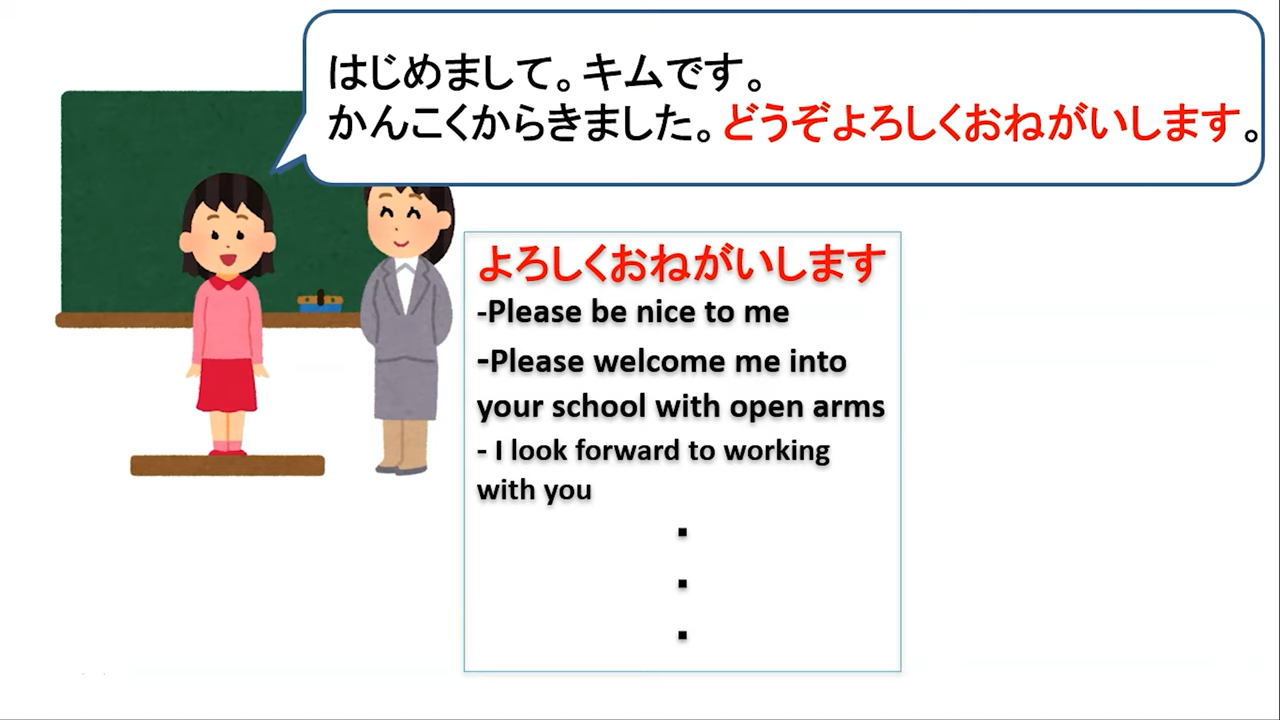 はじめまして。キムです。
かんこくからきました。どうぞよろしくおねがいします。
よろしくおねがいします
-Please be nice to me
-Please welcome me into
your school with open arms
- I look forward to working
with you
.
.
.